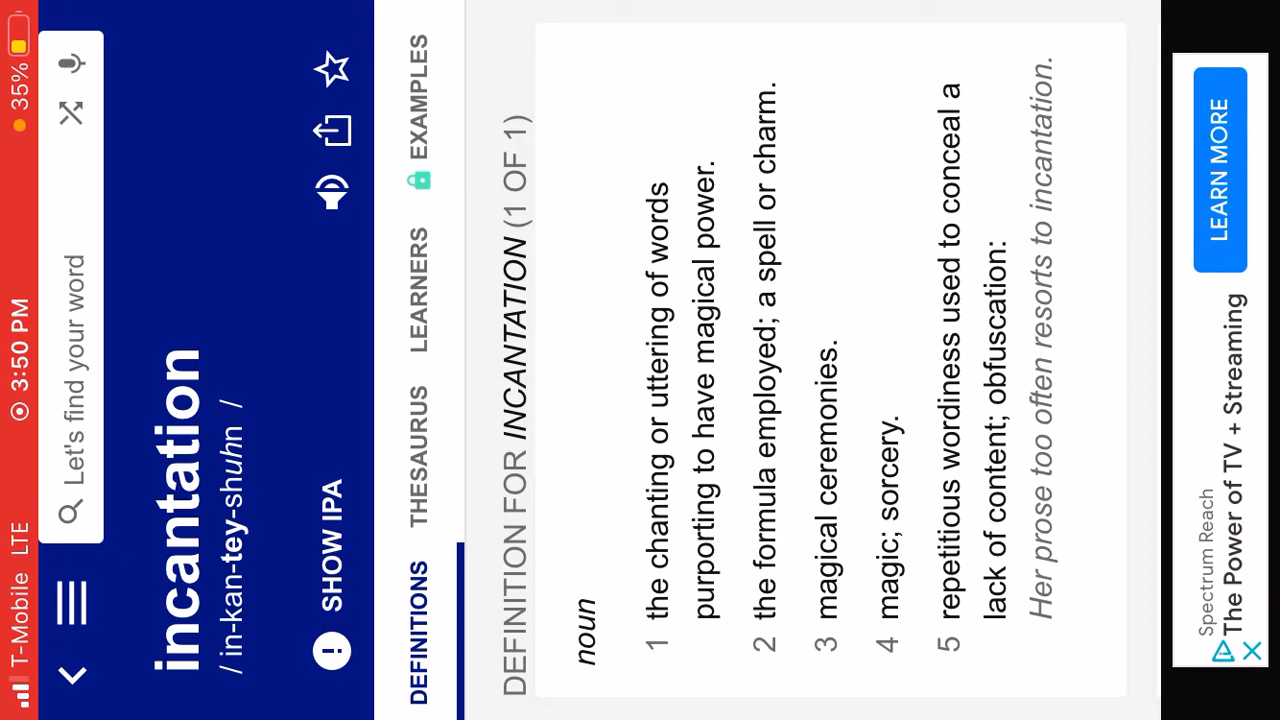 T-Mobile LTE 3:50 PM 35%
Let's find your word
incantation
/ in-kan-tey-shuhn /
SHOW IPA
DEFINITIONS THESAURUS LEARNERS EXAMPLES
DEFINITION FOR INCANTATION (1 OF 1)
noun
1 the chanting or uttering of words
purporting to have magical power.
2 the formula employed; a spell or charm.
3 magical ceremonies.
4 magic; sorcery.
5 repetitious wordiness used to conceal a
lack of content; obfuscation:
Her prose too often resorts to incantation.
Spectrum Reach
The Power of TV + Streaming
LEARN MORE